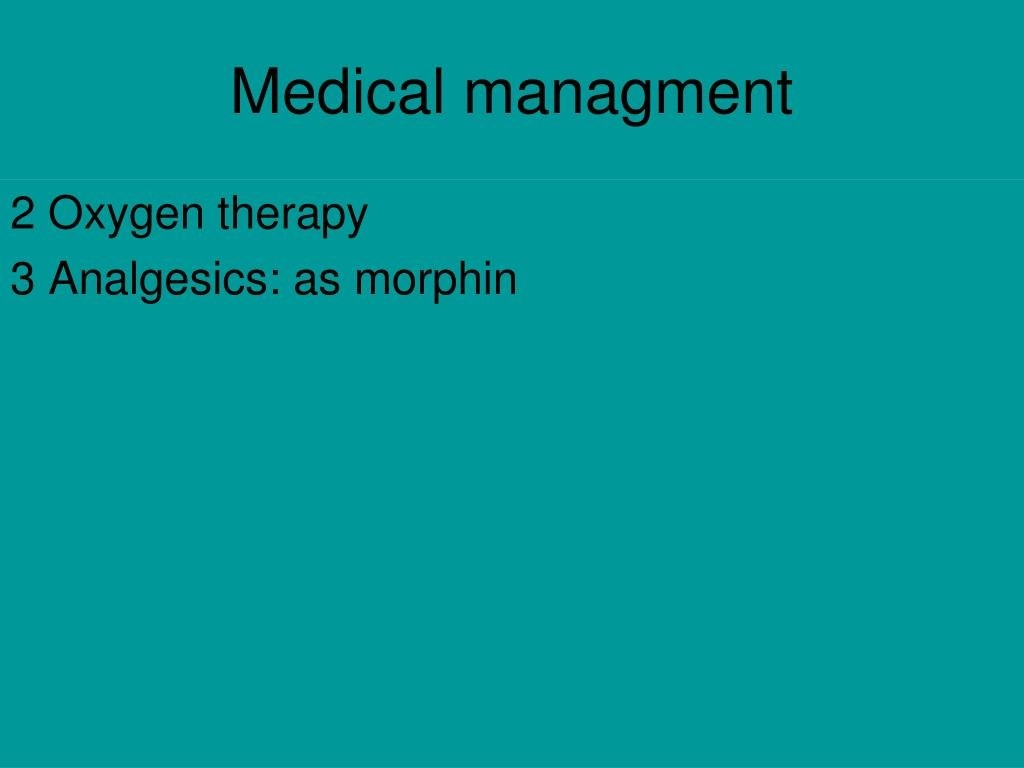 Medical managment
2 Oxygen therapy
3 Analgesics: as morphin